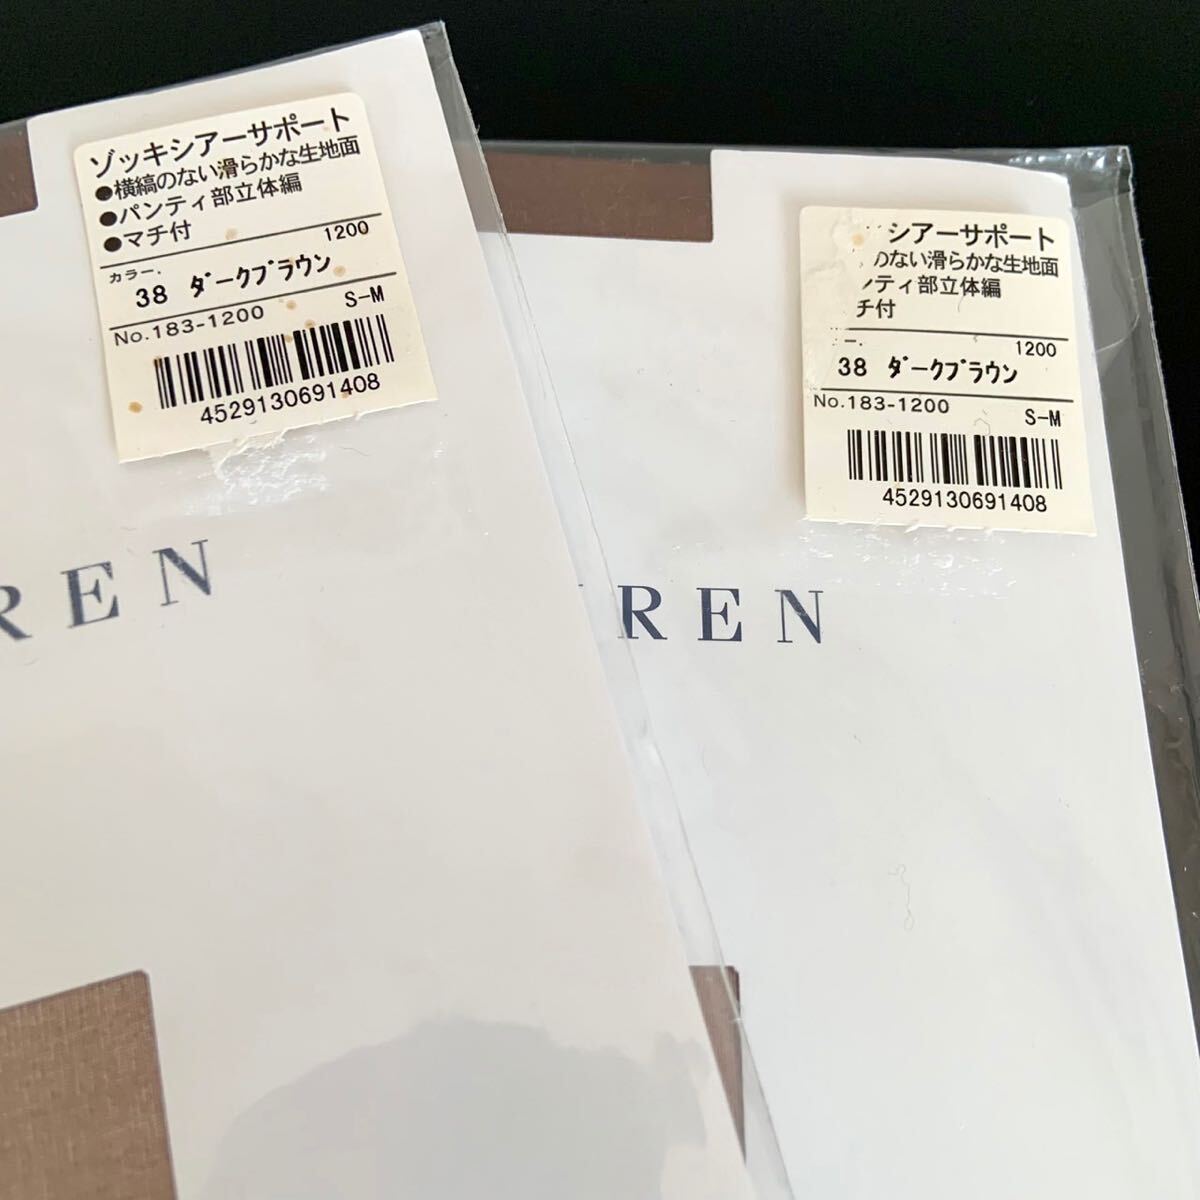 ゾッキシアーサポート
●横縞のない滑らかな生地面
●パンティ部立体編
●マチ付
1200
カラー.
38 ダークブラウン
No.183-1200 S-M
4529130691408
REN
シアーサポート
のない滑らかな生地面
ンティ部立体編
チ付
ー. 1200
38 ダークブラウン
No.183-1200 S-M
4529130691408
REN